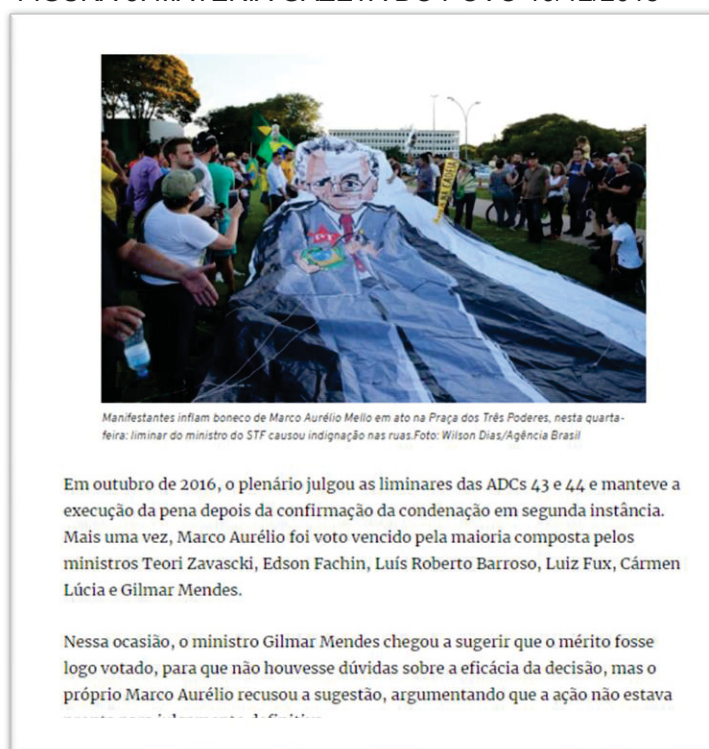 Manifestantes inflam boneco de Marco Aurélio Mello em ato na Praça dos Três Poderes, nesta quarta-
feira: liminar do ministro do STF causou indignação nas ruas.Foto: Wilson Dias/Agência Brasil
Em outubro de 2016, o plenário julgou as liminares das ADCs 43 e 44 e manteve a
execução da pena depois da confirmação da condenação em segunda instância.
Mais uma vez, Marco Aurélio foi voto vencido pela maioria composta pelos
ministros Teori Zavascki, Edson Fachin, Luís Roberto Barroso, Luiz Fux, Cármen
Lúcia e Gilmar Mendes.
Nessa ocasião, o ministro Gilmar Mendes chegou a sugerir que o mérito fosse
logo votado, para que não houvesse dúvidas sobre a eficácia da decisão, mas o
próprio Marco Aurélio recusou a sugestão, argumentando que a ação não estava